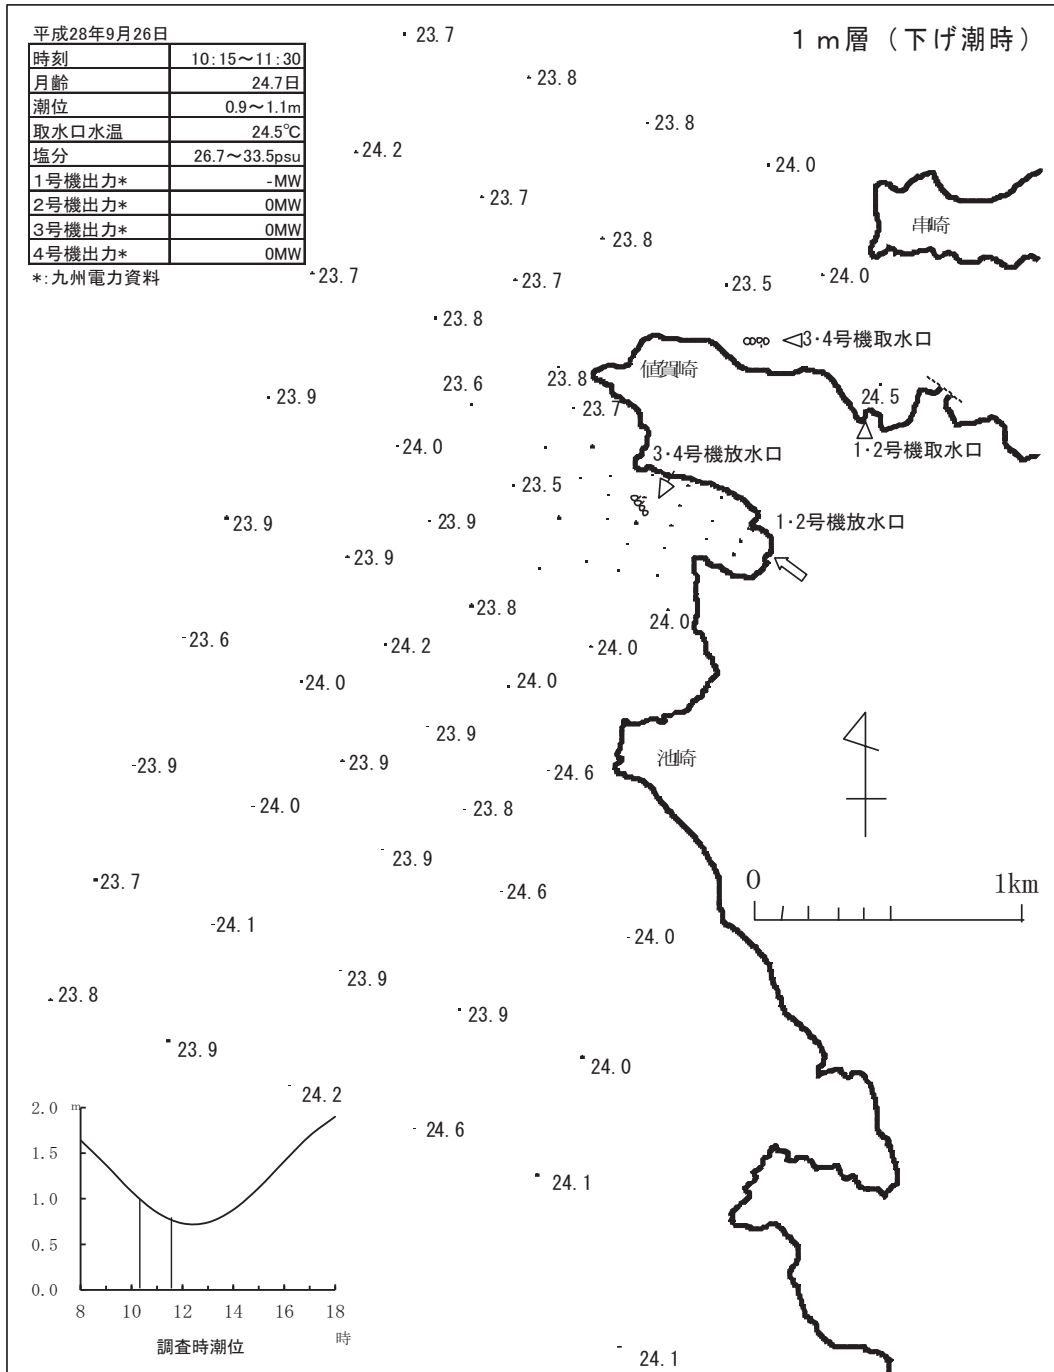 平成28年9月26日
1m層（下げ潮時）
時刻 10:15～11:30
月齢 24.7日
潮位 0.9～1.1m
取水口水温 24.5℃
塩分 26.7～33.5psu
1号機出力* -MW
2号機出力* 0MW
3号機出力* 0MW
4号機出力* 0MW
*:九州電力資料
23.7
23.8
23.8
24.2
24.0
23.7
串崎
23.8
23.7
23.7
23.5
24.0
23.8
3・4号機取水口
値賀崎
23.6
23.8
23.9
24.5
23.7
24.0
1・2号機取水口
3・4号機放水口
23.5
23.9
23.9
1・2号機放水口
23.9
23.8
24.0
23.6
24.2
24.0
24.0
24.0
23.9
池崎
23.9
23.9
24.6
24.0
23.8
23.9
23.7
24.6
0
1km
24.1
24.0
23.9
23.8
23.9
23.9
24.0
24.2
24.6
24.1
2.0 m
1.5
1.0
0.5
0.0
8 10 12 14 16 18
時
調査時潮位
24.1